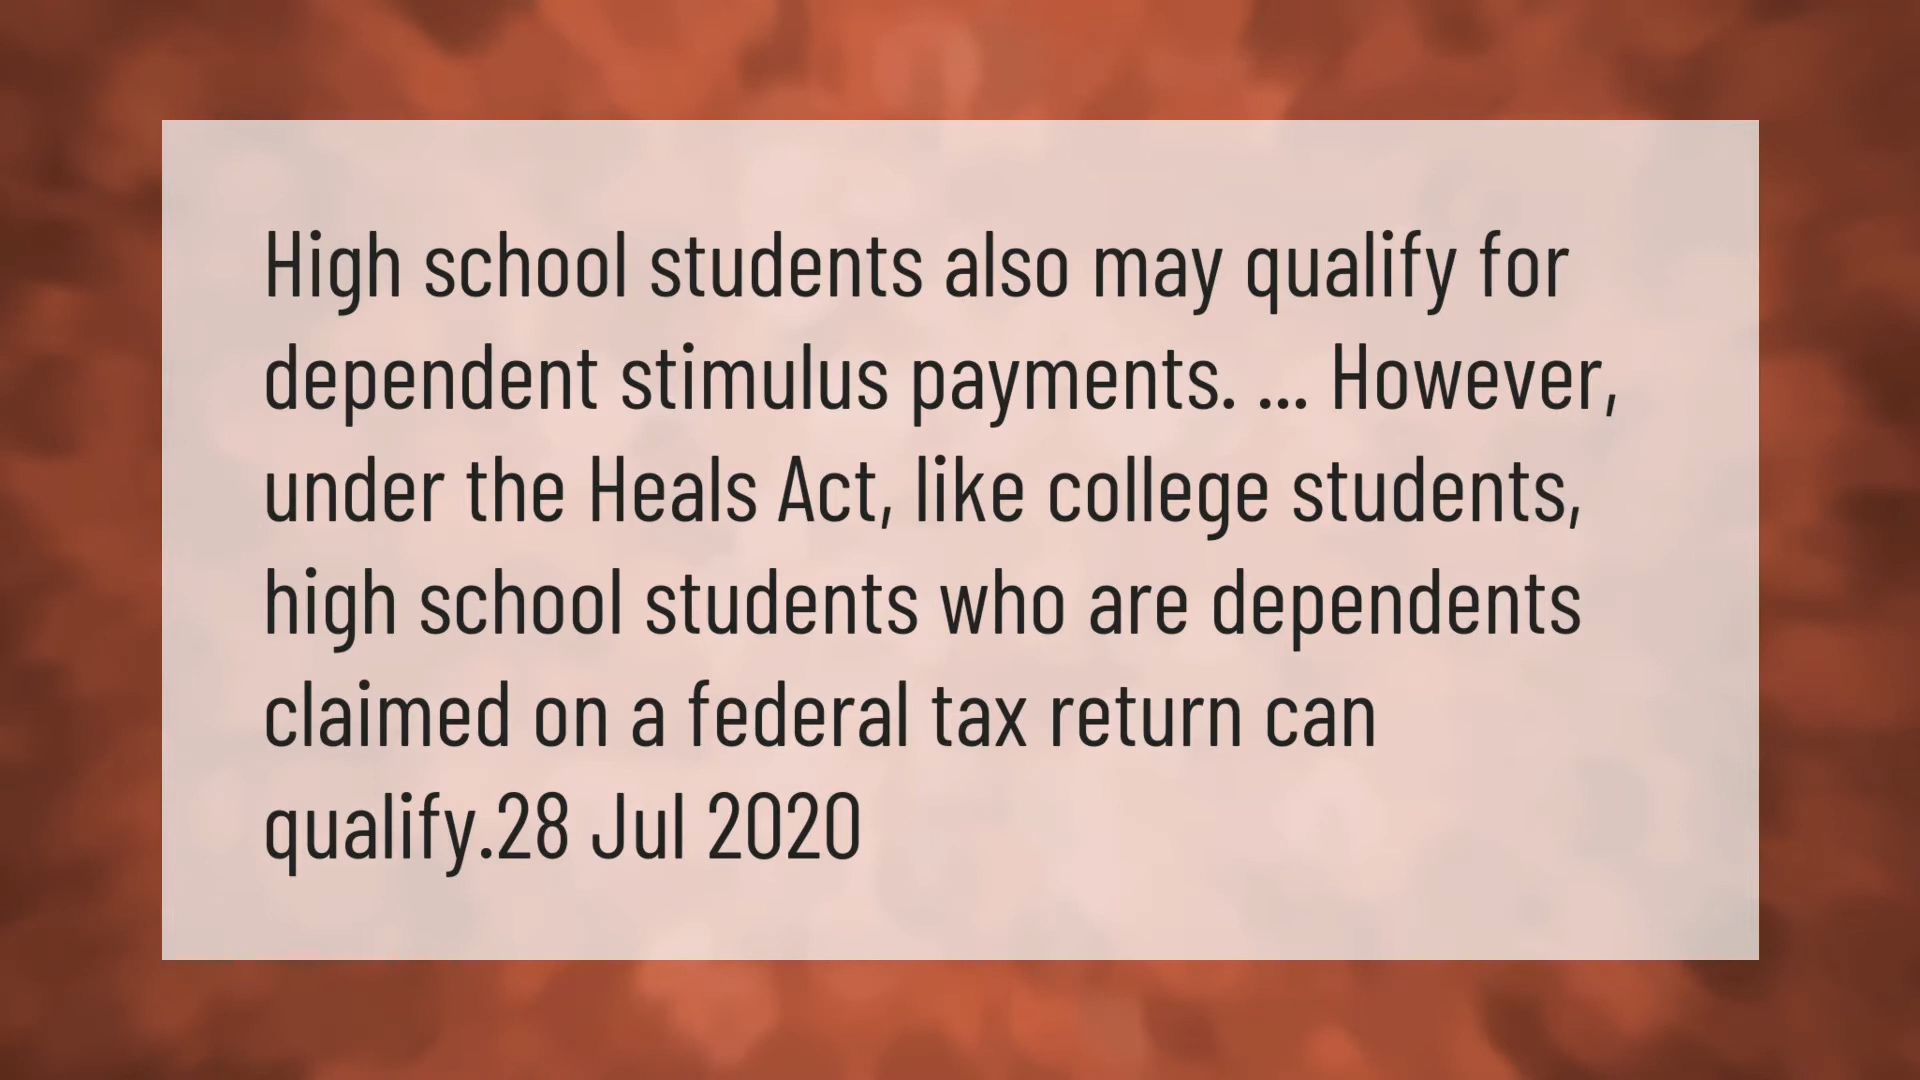 High school students also may qualify for
dependent stimulus payments. ... However,
under the Heals Act, like college students,
high school students who are dependents
claimed on a federal tax return can
qualify.28 Jul 2020